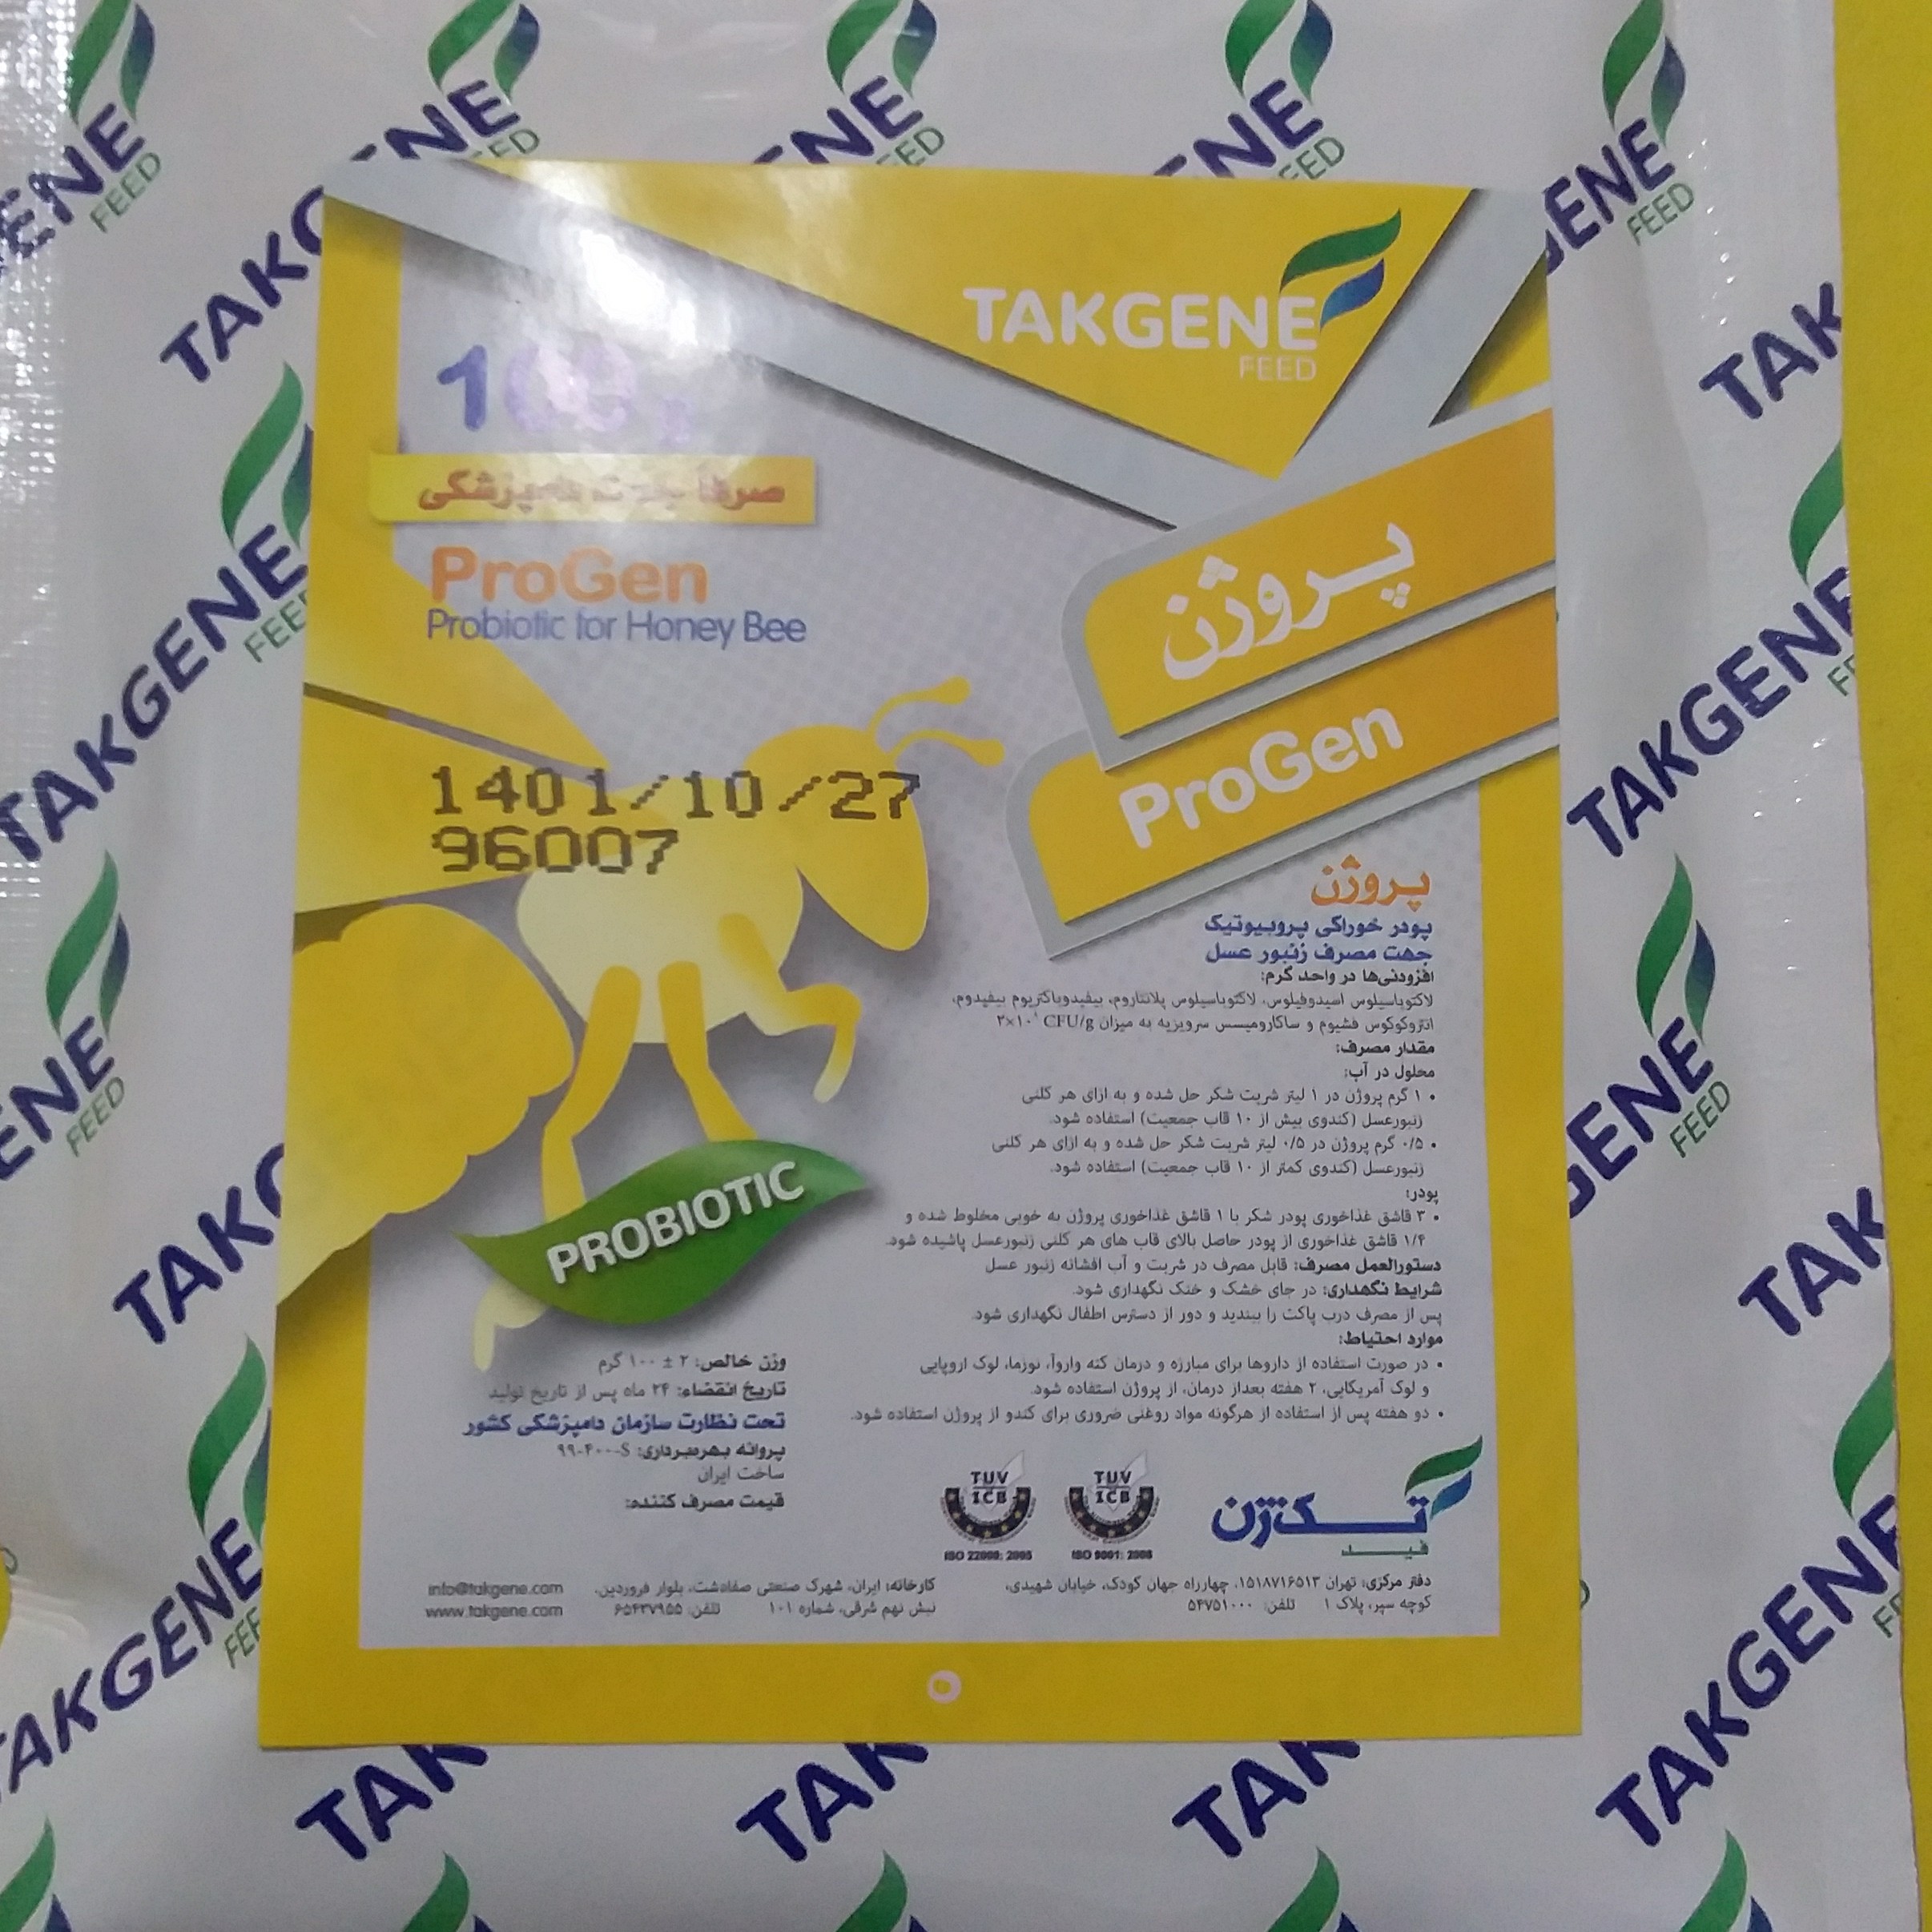 TAKGENE
FEED
100 g
صرفاً جهت دامپزشکی
ProGen
Probiotic for Honey Bee
پروژن
ProGen
1401/10/27
96007
PROBIOTIC
پروژن
پودر خوراکی پروبیوتیک
جهت مصرف زنبور عسل
افزودنی‌ها در واحد گرم:
لاکتوباسیلوس اسیدوفیلوس، لاکتوباسیلوس پلانتاروم، بیفیدوباکتریوم بیفیدوم،
انتروکوکوس فشیوم و ساکارومیسس سرویزیه به میزان CFU/g
مقدار مصرف:
محلول در آب:
• ۱ گرم پروژن در ۱ لیتر شربت شکر حل شده و به ازای هر کلنی
زنبورعسل (کندوی بیش از ۱۰ قاب جمعیت) استفاده شود.
• ۰/۵ گرم پروژن در ۰/۵ لیتر شربت شکر حل شده و به ازای هر کلنی
زنبورعسل (کندوی کمتر از ۱۰ قاب جمعیت) استفاده شود.
پودر:
• ۳ قاشق غذاخوری پودر شکر با ۱ قاشق غذاخوری پروژن به خوبی مخلوط شده و
۱/۴ قاشق غذاخوری از پودر حاصل بالای قاب های هر کلنی زنبورعسل پاشیده شود.
دستورالعمل مصرف: قابل مصرف در شربت و آب افشانه زنبور عسل
شرایط نگهداری: در جای خشک و خنک نگهداری شود.
پس از مصرف درب پاکت را ببندید و دور از دسترس اطفال نگهداری شود.
موارد احتیاط:
• در صورت استفاده از داروها برای مبارزه و درمان کنه واروآ، نوزما، لوک اروپایی
و لوک آمریکایی، ۲ هفته بعداز درمان، از پروژن استفاده شود.
• دو هفته پس از استفاده از هرگونه مواد روغنی ضروری برای کندو از پروژن استفاده شود.
وزن خالص: ۲ ± ۱۰۰ گرم
تاریخ انقضاء: ۲۴ ماه پس از تاریخ تولید
تحت نظارت سازمان دامپزشکی کشور
پروانه بهره‌برداری: S-۹۹-۴۰۰
ساخت ایران
قیمت مصرف کننده:
TUV
ICB
ISO 22000: 2005
TUV
ICB
ISO 9001: 2008
تک‌ژن
فید
دفتر مرکزی: تهران ۱۵۱۸۷۱۶۵۱۳، چهارراه جهان کودک، خیابان شهیدی،
کوچه سپر، پلاک ۱ تلفن: ۵۴۷۵۱۰۰۰
کارخانه: ایران، شهرک صنعتی صفادشت، بلوار فروردین،
نبش نهم شرقی، شماره ۱۰۱ تلفن: ۶۵۴۳۷۹۵۵
info@takgene.com
www.takgene.com